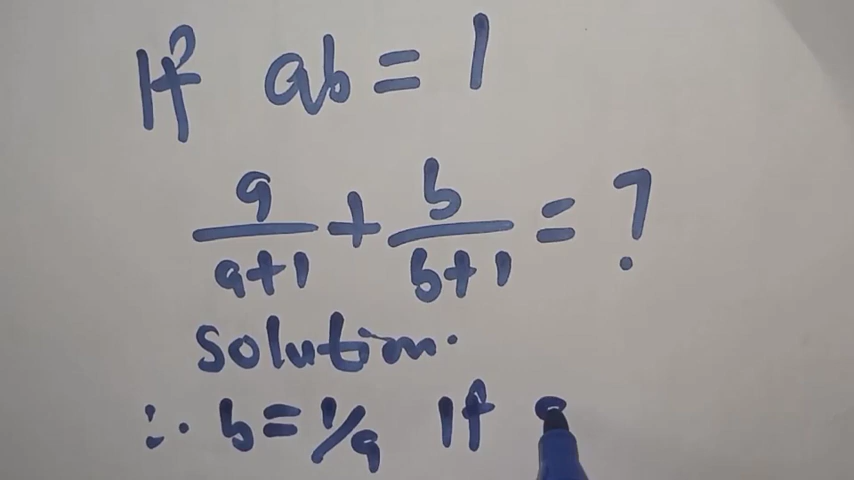 If ab = 1
a/a+1 + b/b+1 = ?
Solution.
∴ b = 1/a If